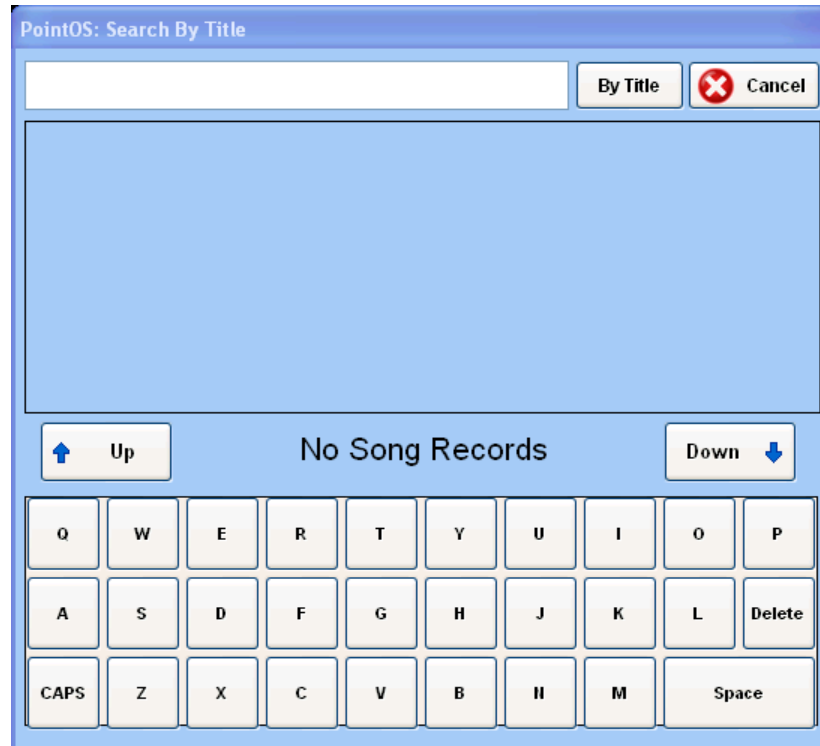 PointOS: Search By Title
By Title Cancel
Up No Song Records Down
Q W E R T Y U I O P
A S D F G H J K L Delete
CAPS Z X C V B N M Space